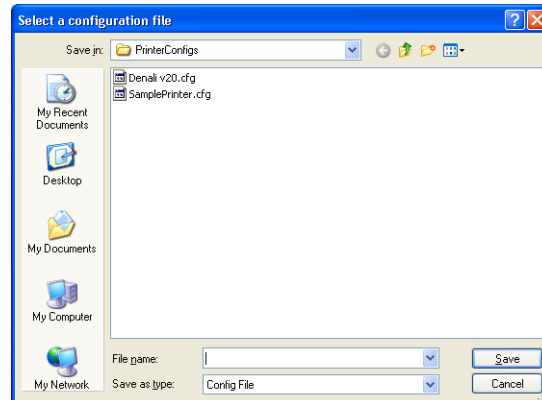 Select a configuration file
Save in: PrinterConfigs
Denali v20.cfg
SamplePrinter.cfg
My Recent
Documents
Desktop
My Documents
My Computer
My Network
File name:
Save
Save as type: Config File
Cancel